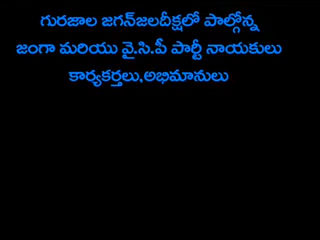 గురజాల జగన్‌జలదీక్షలో పాల్గోన్న
జంగా మరియు వై.సి.పీ పార్టీ నాయకులు
కార్యకర్తలు,అభిమానులు